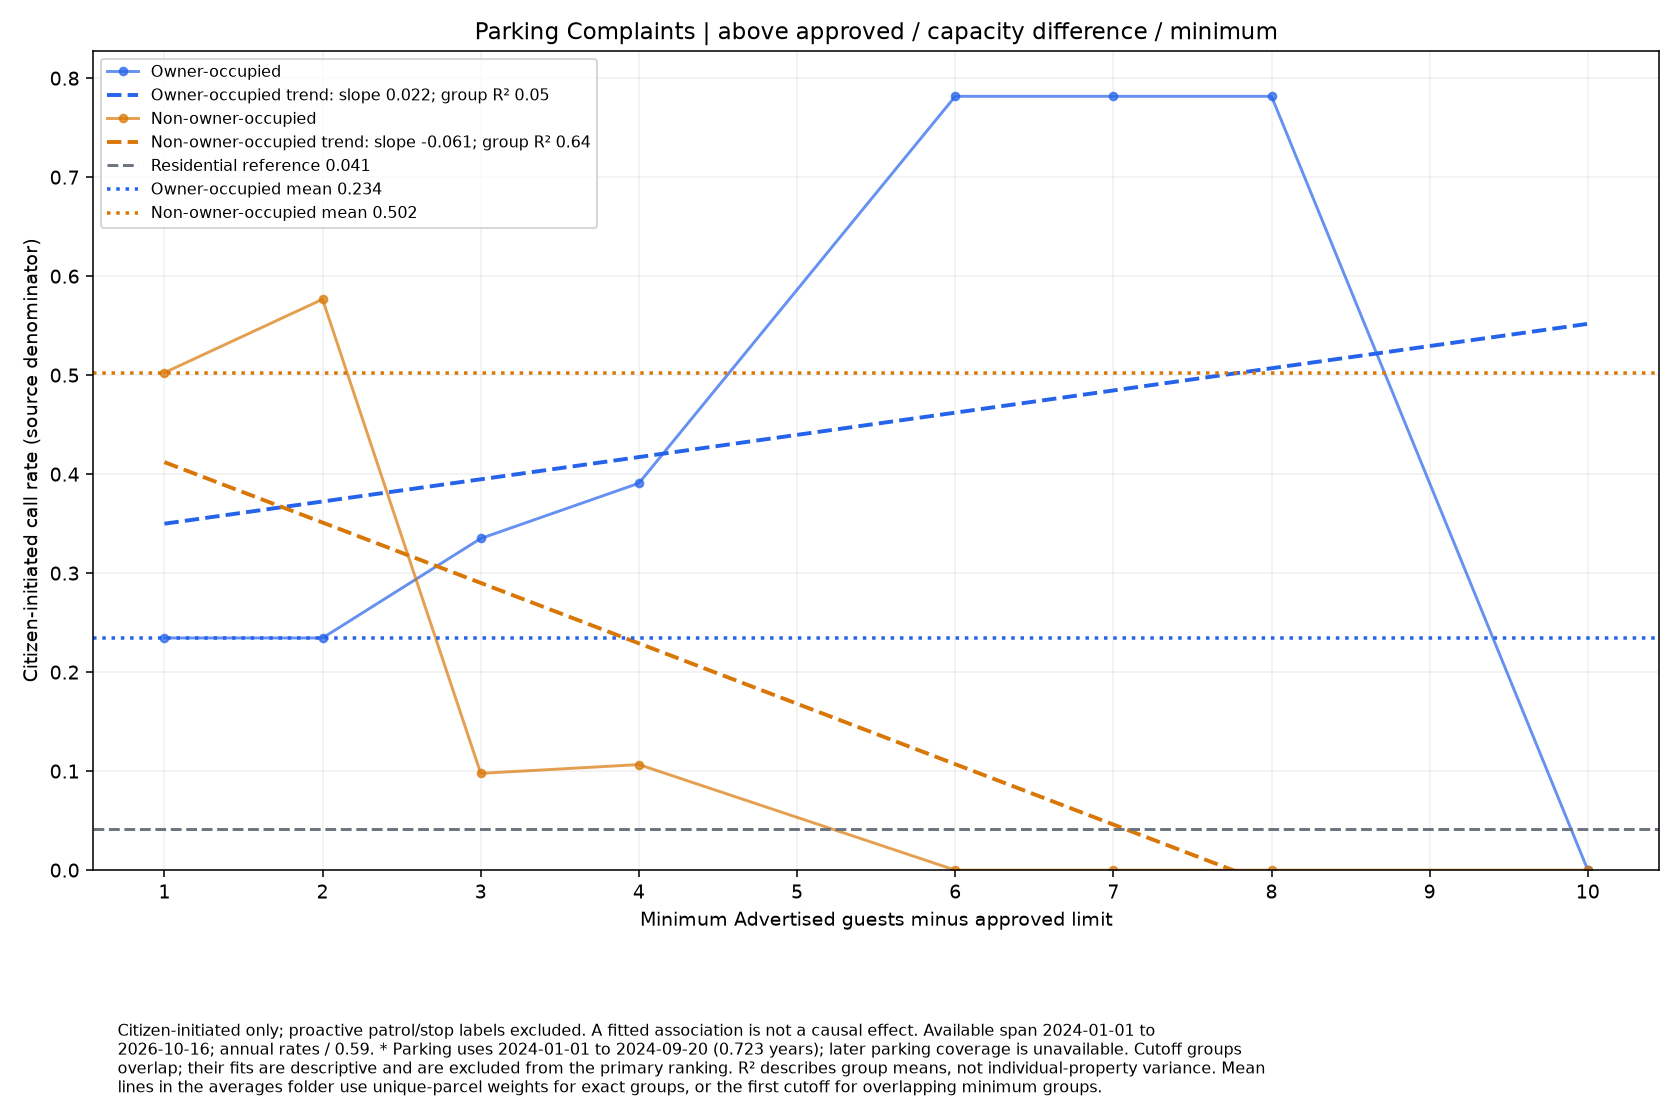 Parking Complaints | above approved / capacity difference / minimum
Owner-occupied
Owner-occupied trend: slope 0.022; group R² 0.05
Non-owner-occupied
Non-owner-occupied trend: slope -0.061; group R² 0.64
Residential reference 0.041
Owner-occupied mean 0.234
Non-owner-occupied mean 0.502
Citizen-initiated call rate (source denominator)
0.8
0.7
0.6
0.5
0.4
0.3
0.2
0.1
0.0
1 2 3 4 5 6 7 8 9 10
Minimum Advertised guests minus approved limit
Citizen-initiated only; proactive patrol/stop labels excluded. A fitted association is not a causal effect. Available span 2024-01-01 to
2026-10-16; annual rates / 0.59. * Parking uses 2024-01-01 to 2024-09-20 (0.723 years); later parking coverage is unavailable. Cutoff groups
overlap; their fits are descriptive and are excluded from the primary ranking. R² describes group means, not individual-property variance. Mean
lines in the averages folder use unique-parcel weights for exact groups, or the first cutoff for overlapping minimum groups.